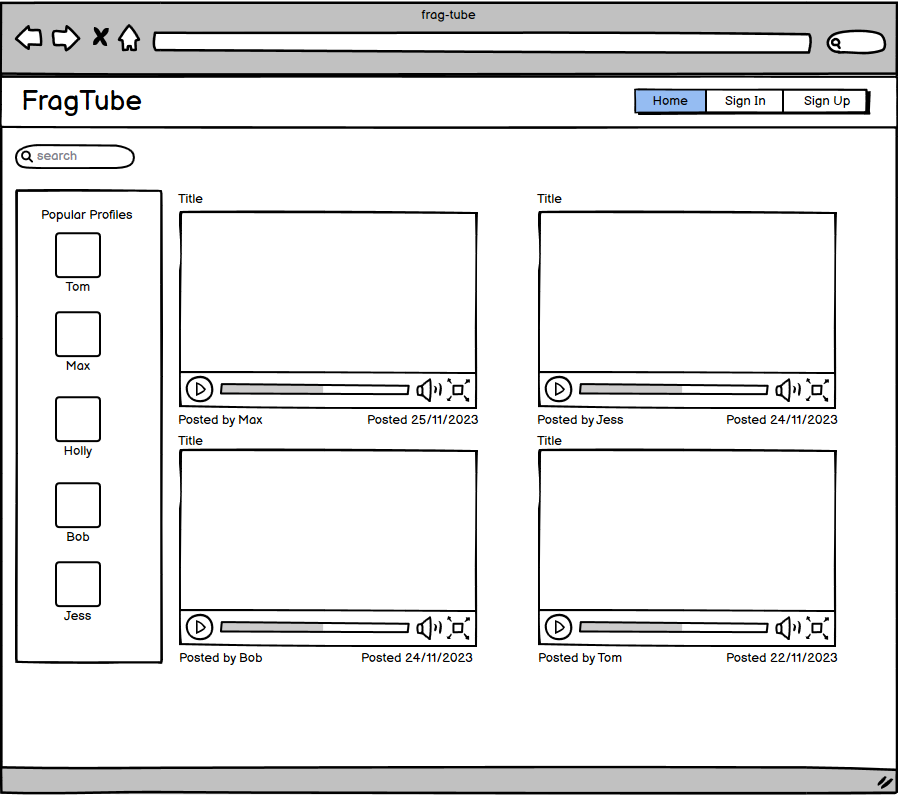 frag-tube
FragTube
Home
Sign In
Sign Up
search
Popular Profiles
Tom
Max
Holly
Bob
Jess
Title
Posted by Max
Posted 25/11/2023
Title
Posted by Jess
Posted 24/11/2023
Title
Posted by Bob
Posted 24/11/2023
Title
Posted by Tom
Posted 22/11/2023